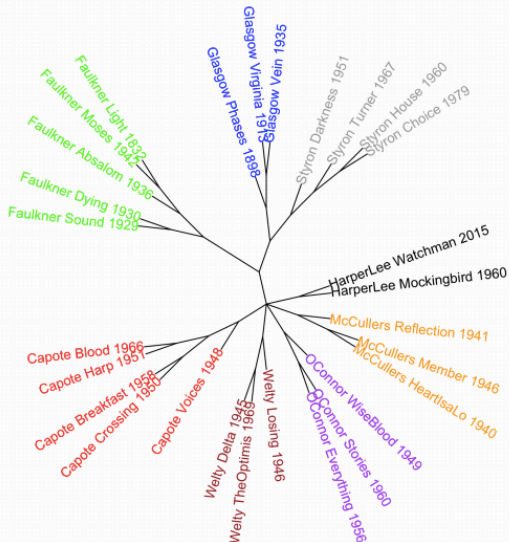 Glasgow Phases 1898
Glasgow Virginia 1913
Glasgow Vein 1935
Styron Darkness 1951
Styron Turner 1967
Styron House 1960
Styron Choice 1979
Faulkner Light 1832
Faulkner Moses 1942
Faulkner Absalom 1936
Faulkner Dying 1930
Faulkner Sound 1929
HarperLee Watchman 2015
HarperLee Mockingbird 1960
McCullers Reflection 1941
McCullers Member 1946
McCullers HeartIsaLo 1940
OConnor WiseBlood 1949
OConnor Stories 1960
OConnor Everything 1956
Welty Losing 1946
Welty TheOptimis 1969
Welty Delta 1945
Capote Voices 1948
Capote Crossing 1950
Capote Breakfast 1958
Capote Harp 1951
Capote Blood 1966